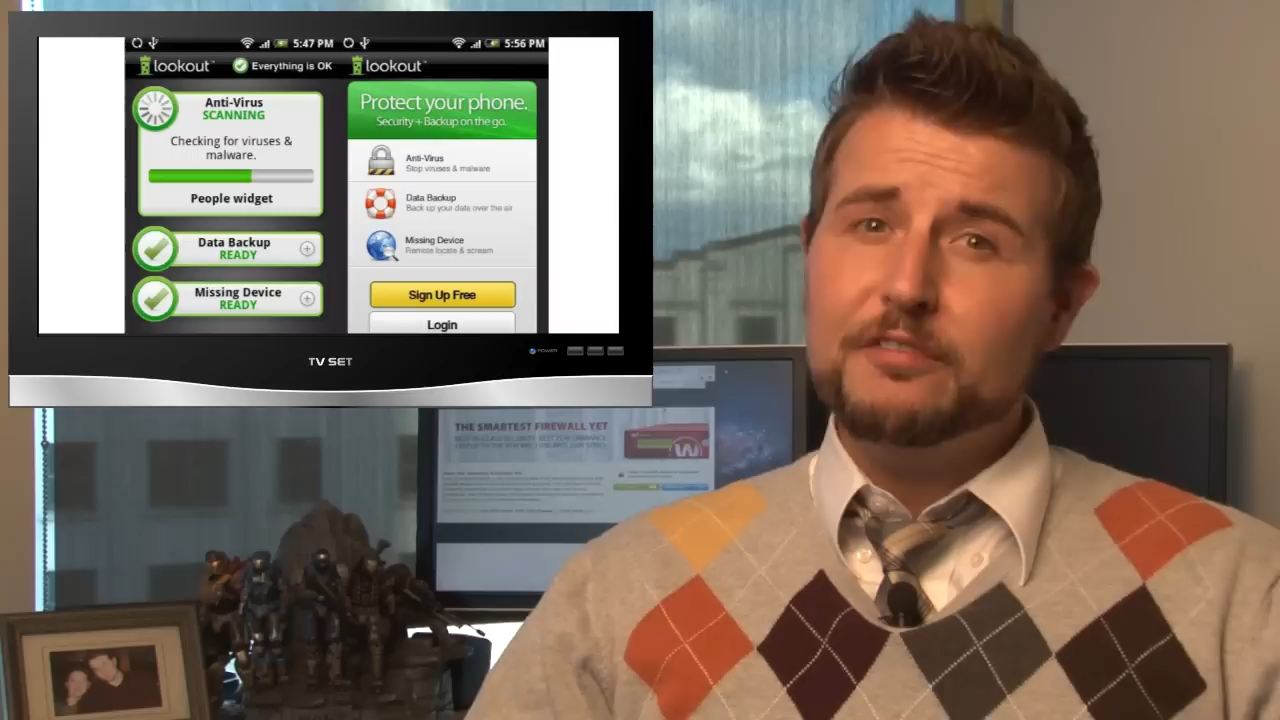 5:47 PM
5:56 PM
lookout
Everything is OK
lookout
Anti-Virus
SCANNING
Checking for viruses &
malware.
People widget
Data Backup
READY
Missing Device
READY
Protect your phone.
Security + Backup on the go.
Anti-Virus
Stop viruses & malware
Data Backup
Back up your data over the air
Missing Device
Remote locate & scream
Sign Up Free
Login
POWER
TV SET
THE SMARTEST FIREWALL YET
W